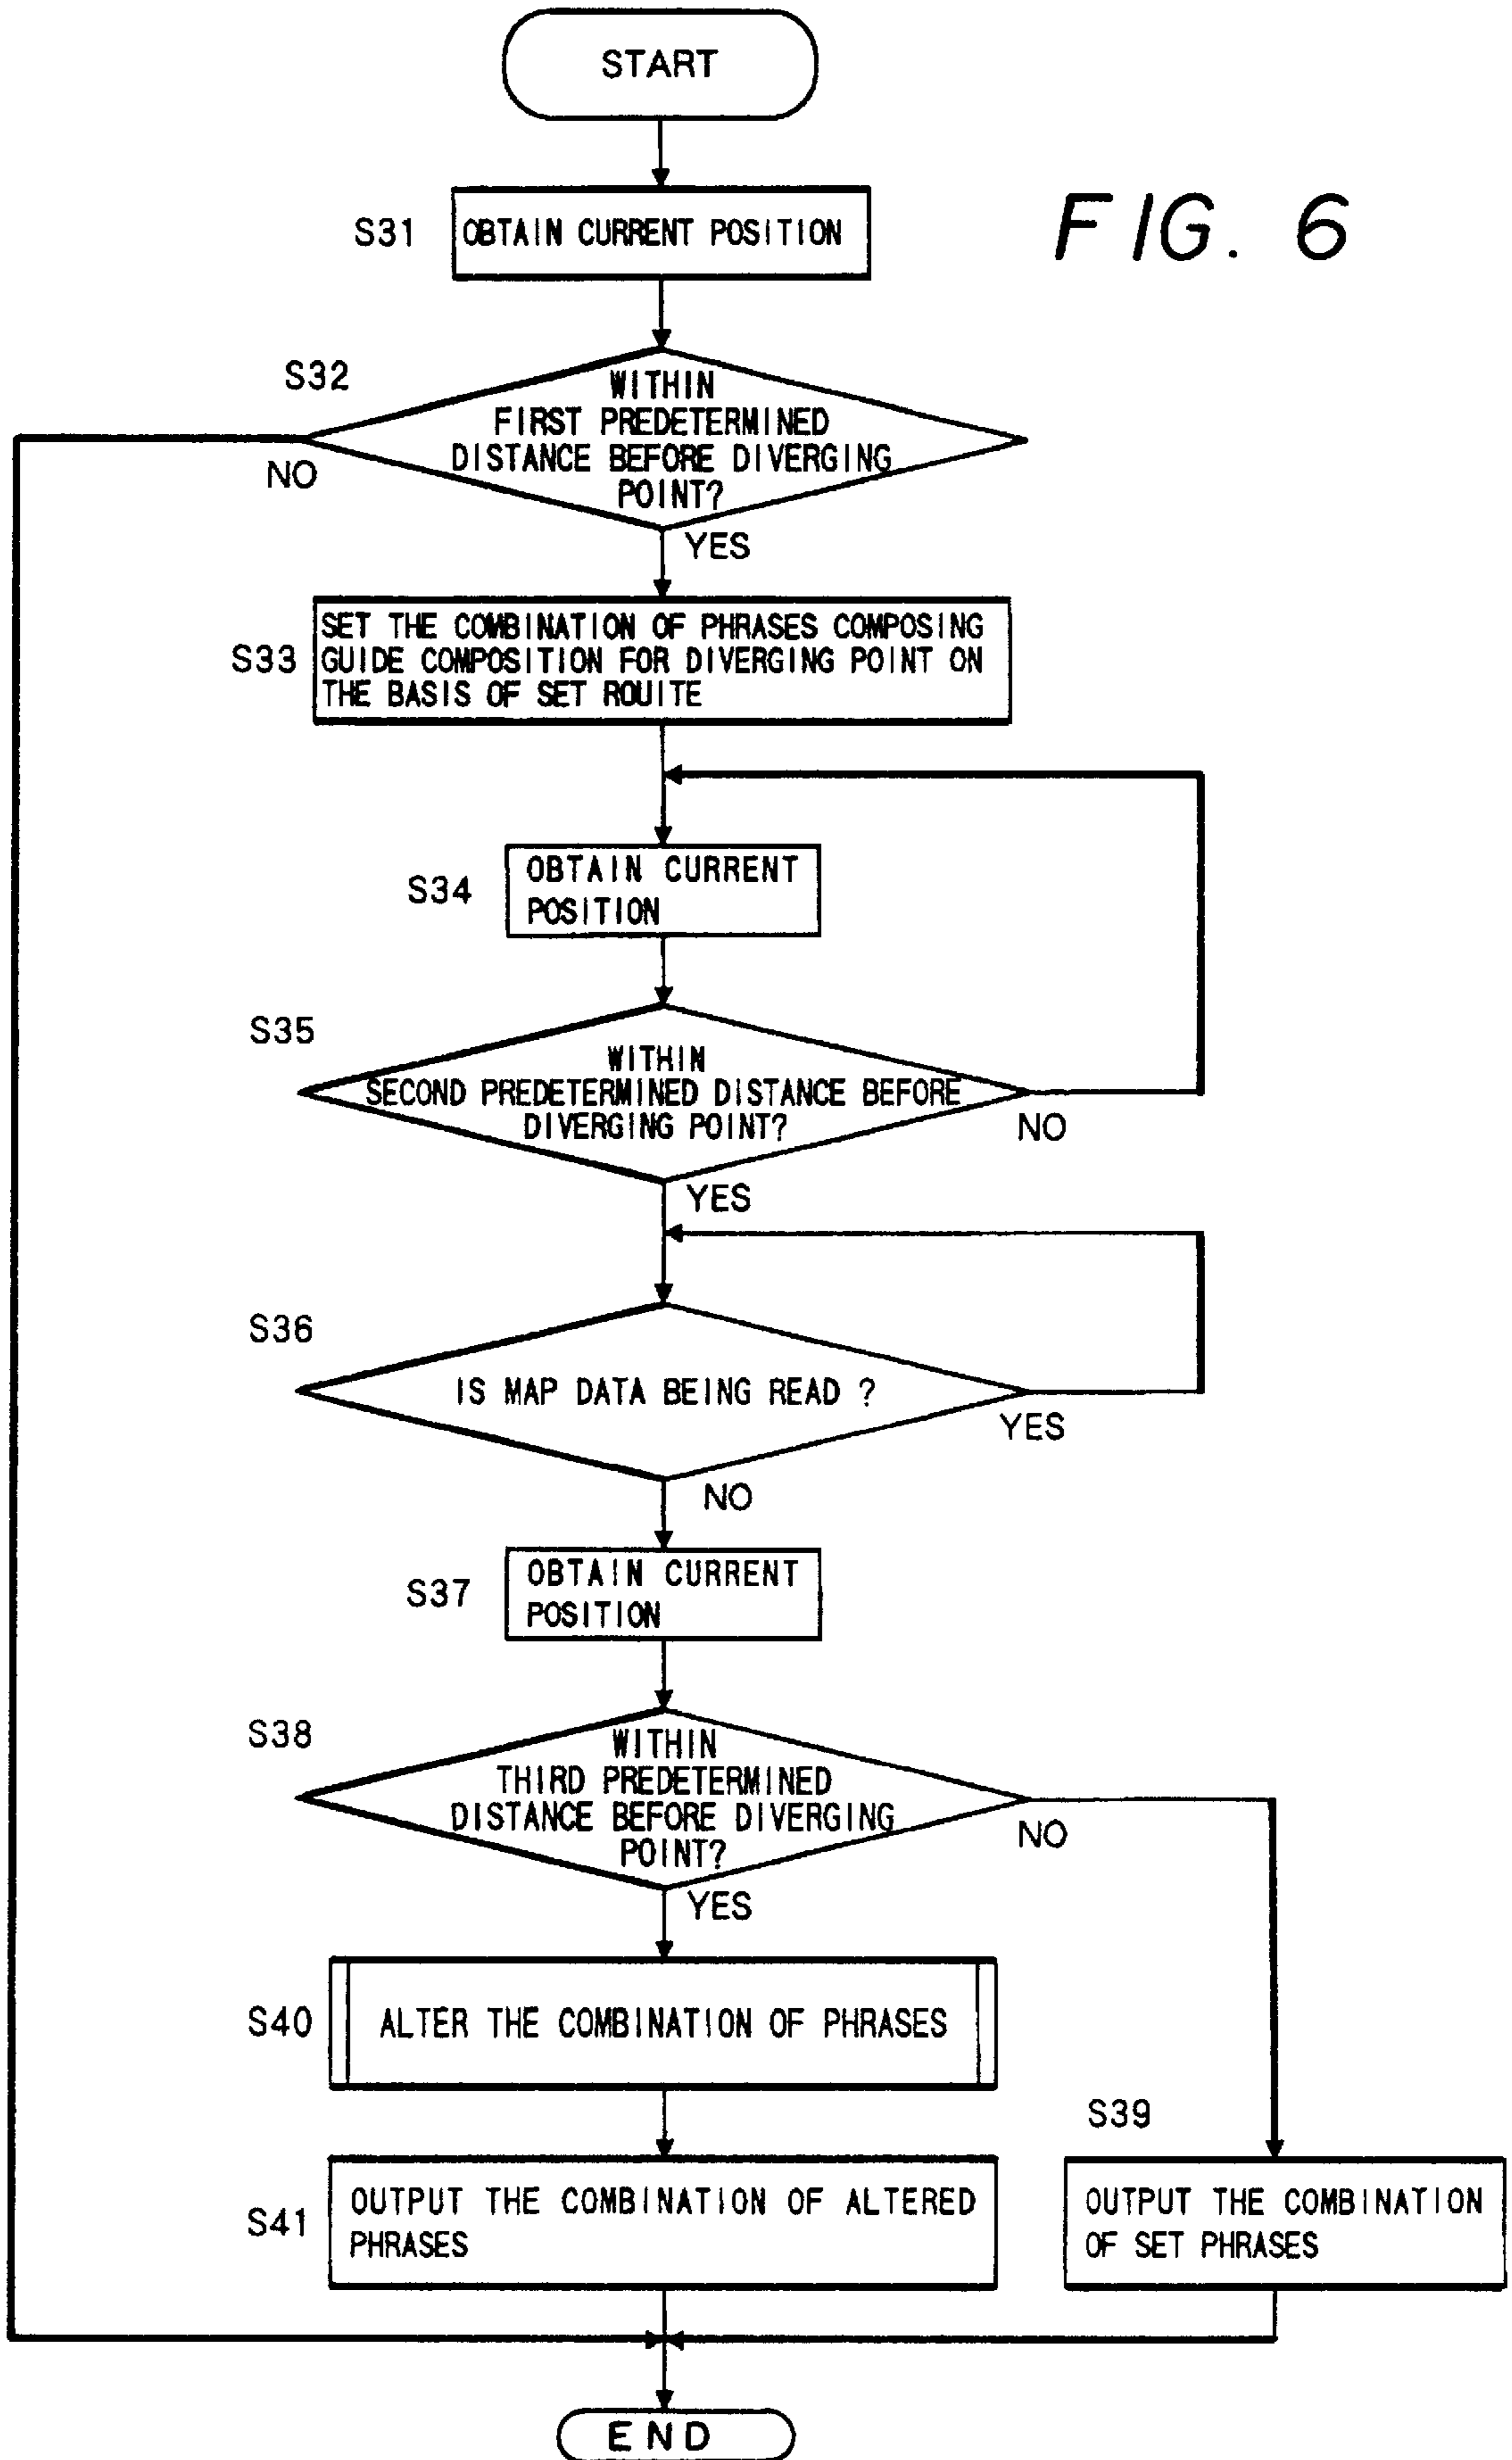 START
FIG. 6
S31
OBTAIN CURRENT POSITION
S32
WITHIN
FIRST PREDETERMINED
DISTANCE BEFORE DIVERGING
POINT?
NO
YES
S33
SET THE COMBINATION OF PHRASES COMPOSING
GUIDE COMPOSITION FOR DIVERGING POINT ON
THE BASIS OF SET ROUITE
S34
OBTAIN CURRENT
POSITION
S35
WITHIN
SECOND PREDETERMINED DISTANCE BEFORE
DIVERGING POINT?
NO
YES
S36
IS MAP DATA BEING READ ?
YES
NO
S37
OBTAIN CURRENT
POSITION
S38
WITHIN
THIRD PREDETERMINED
DISTANCE BEFORE DIVERGING
POINT?
NO
YES
S40
ALTER THE COMBINATION OF PHRASES
S39
S41
OUTPUT THE COMBINATION OF ALTERED
PHRASES
OUTPUT THE COMBINATION
OF SET PHRASES
END